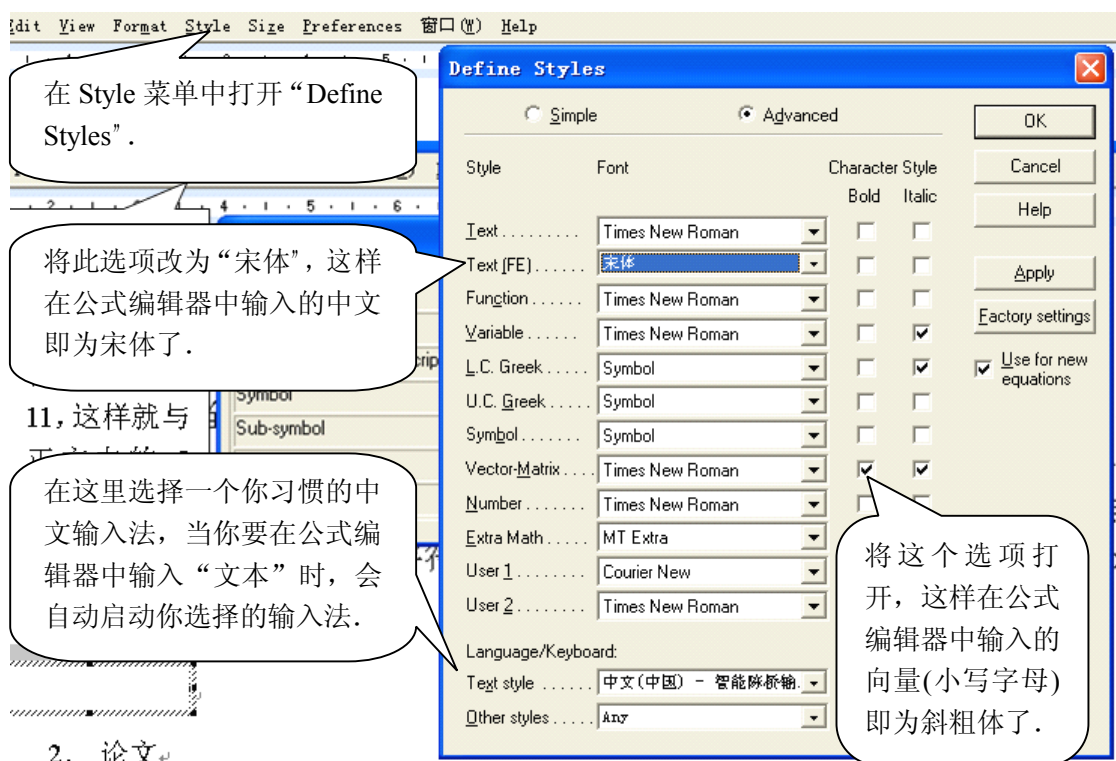 Edit View Format Style Size Preferences 窗口(W) Help
在 Style 菜单中打开“Define
Styles”.
将此选项改为“宋体”,这样
在公式编辑器中输入的中文
即为宋体了.
Symbol
11,这样就与
Sub-symbol
在这里选择一个你习惯的中
文输入法,当你要在公式编
辑器中输入“文本”时,会
自动启动你选择的输入法.
2. 论文
Define Styles
Simple Advanced
Style Font Character Style
Bold Italic
Text......... Times New Roman
Text (FE)...... 宋体
Function...... Times New Roman
Variable...... Times New Roman
L.C. Greek..... Symbol
U.C. Greek..... Symbol
Symbol....... Symbol
Vector-Matrix.... Times New Roman
Number....... Times New Roman
Extra Math..... MT Extra
User 1........ Courier New
User 2........ Times New Roman
Language/Keyboard:
Text style ...... 中文(中国) - 智能陈桥输
Other styles ..... Any
OK
Cancel
Help
Apply
Factory settings
Use for new
equations
将这个选项打
开,这样在公式
编辑器中输入的
向量(小写字母)
即为斜粗体了.